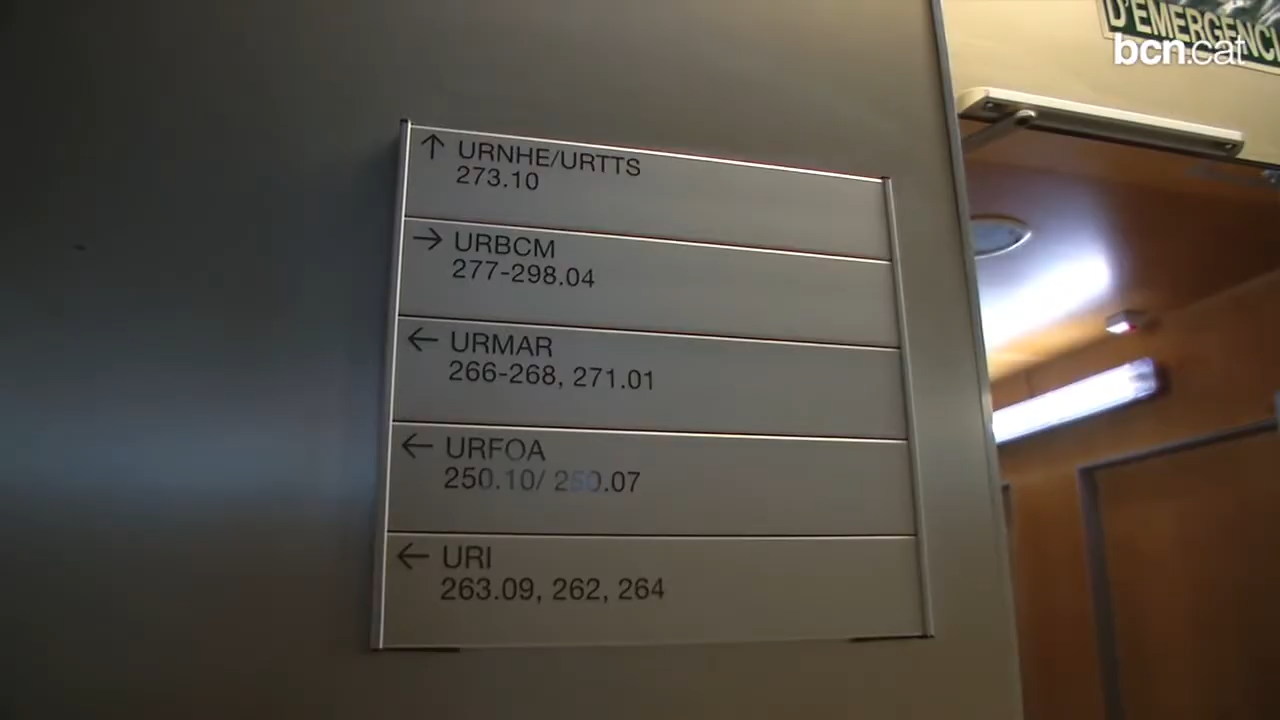 D'EMERGÈNCI
bcn.cat
↑ URNHE/URTTS
273.10
→ URBCM
277-298.04
← URMAR
266-268, 271.01
← URFOA
250.10/ 250.07
← URI
263.09, 262, 264